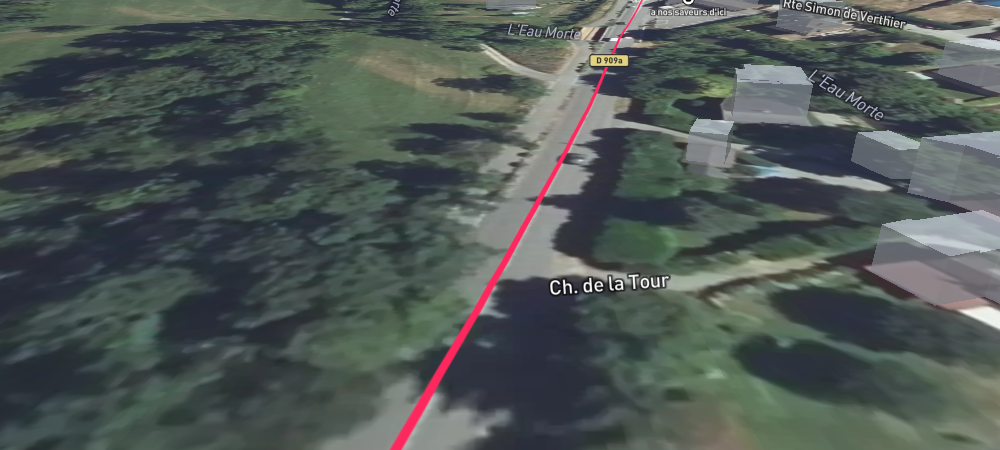 a nos saveurs d'ici
Rte Simon de Verthier
L'Eau Morte
D 909a
L'Eau Morte
Ch. de la Tour